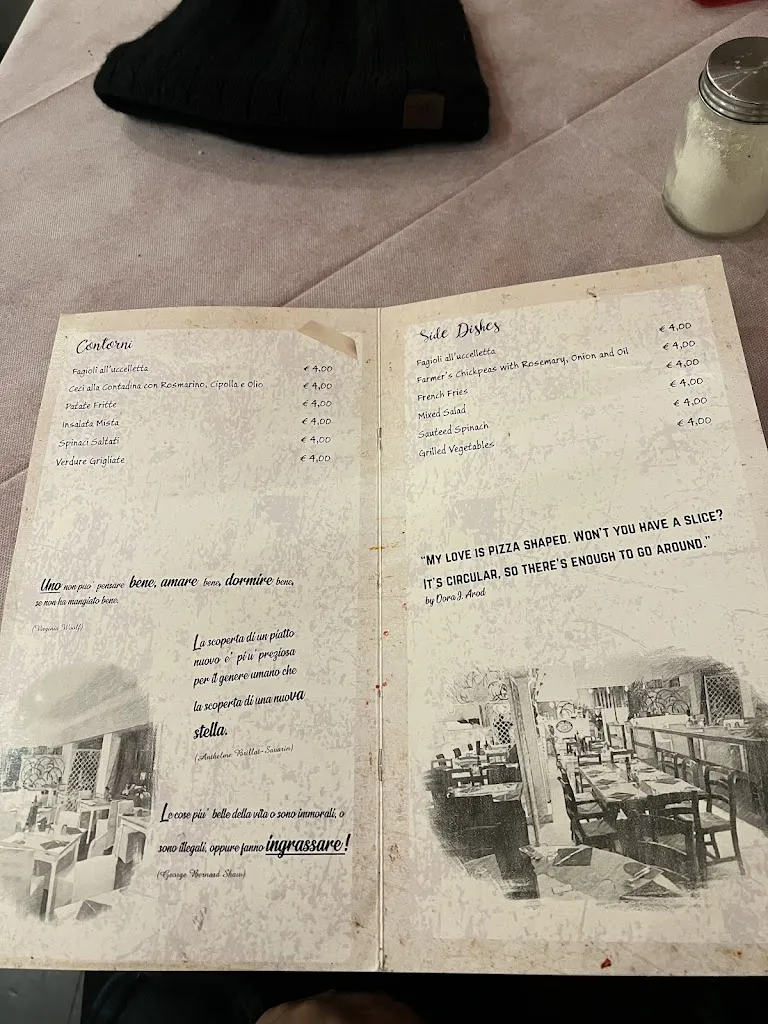 Contorni
Fagioli all'uccelletta € 4,00
Ceci alla Contadina con Rosmarino, Cipolla e Olio € 4,00
Patate Fritte € 4,00
Insalata Mista € 4,00
Spinaci Saltati € 4,00
Verdure Grigliate € 4,00
Uno non puo' pensare bene, amare bene, dormire bene,
se non ha mangiato bene.
(Virginia Woolf)
La scoperta di un piatto
nuovo e' piu' preziosa
per il genere umano che
la scoperta di una nuova
stella.
(Anthelme Brillat-Savarin)
Le cose piu' belle della vita o sono immorali, o
sono illegali, oppure fanno ingrassare!
(George Bernard Shaw)
Side Dishes
Fagioli all'uccelletta € 4,00
Farmer's Chickpeas with Rosemary, Onion and Oil € 4,00
French Fries € 4,00
Mixed Salad € 4,00
Sauteed Spinach € 4,00
Grilled Vegetables € 4,00
"My love is pizza shaped. Won't you have a slice?
It's circular, so there's enough to go around."
by Dora J. Arod